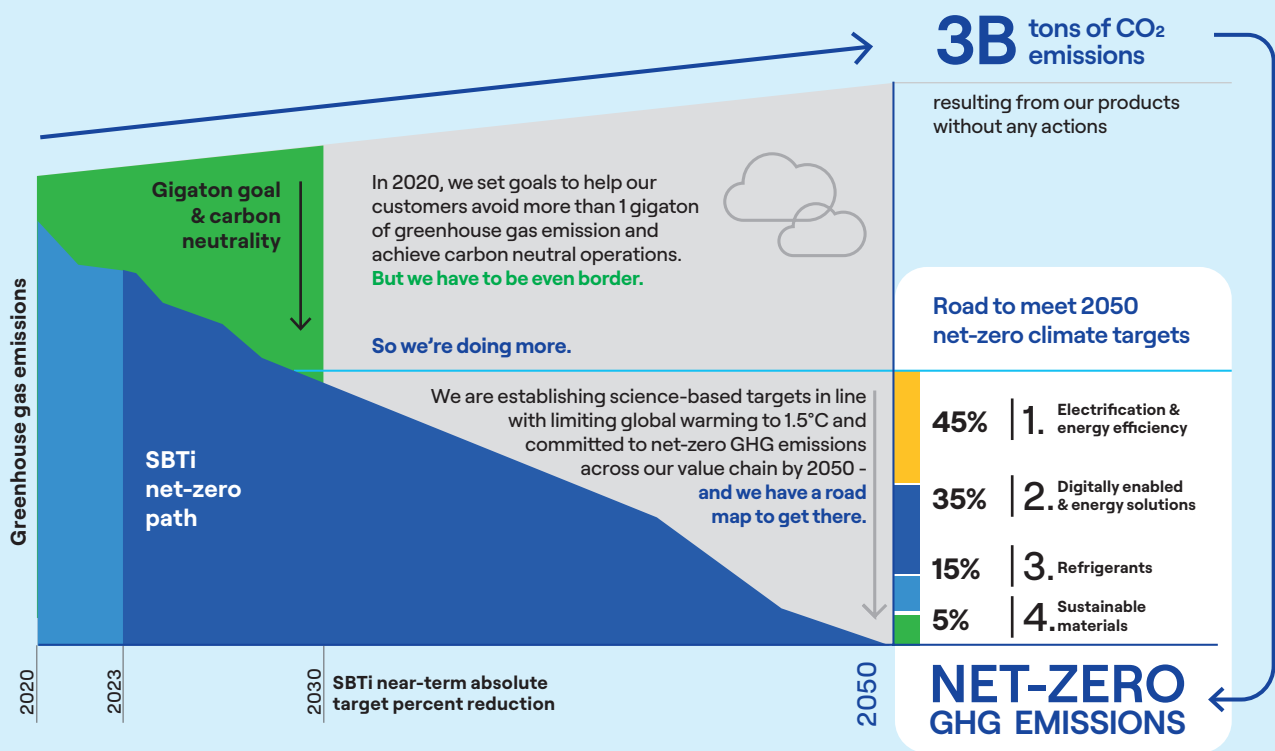 3B tons of CO₂
emissions
resulting from our products
without any actions
Gigaton goal
& carbon
neutrality
In 2020, we set goals to help our
customers avoid more than 1 gigaton
of greenhouse gas emission and
achieve carbon neutral operations.
But we have to be even border.
So we're doing more.
We are establishing science-based targets in line
with limiting global warming to 1.5°C and
committed to net-zero GHG emissions
across our value chain by 2050 -
and we have a road
map to get there.
Greenhouse gas emissions
SBTi
net-zero
path
Road to meet 2050
net-zero climate targets
45% 1. Electrification &
energy efficiency
35% 2. Digitally enabled
& energy solutions
15% 3. Refrigerants
5% 4. Sustainable
materials
2020
2023
2030
SBTi near-term absolute
target percent reduction
2050
NET-ZERO
GHG EMISSIONS